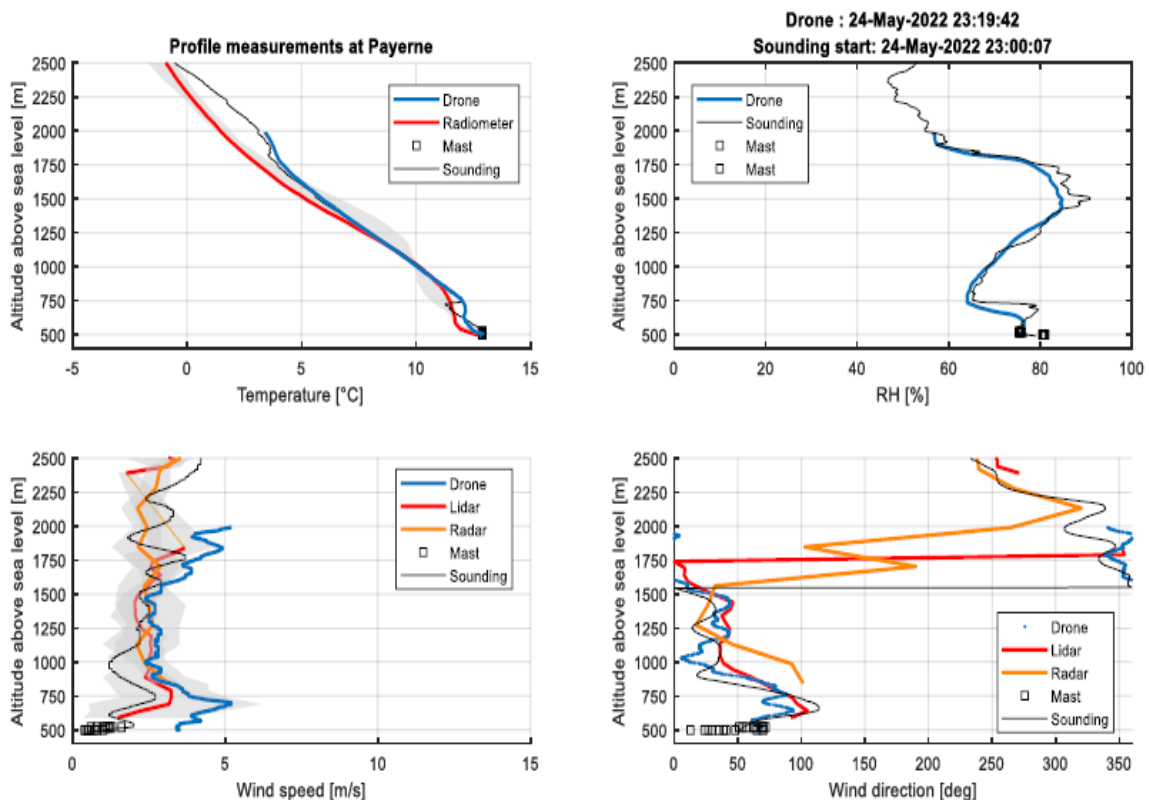 Profile measurements at Payerne
2500
2250
2000
1750
1500
1250
1000
750
500
Altitude above sea level [m]
-5
0
5
10
15
Temperature [°C]
Drone
Radiometer
Mast
Sounding
Drone : 24-May-2022 23:19:42
Sounding start: 24-May-2022 23:00:07
2500
2250
2000
1750
1500
1250
1000
750
500
Altitude above sea level [m]
0
20
40
60
80
100
RH [%]
Drone
Sounding
Mast
Mast
2500
2250
2000
1750
1500
1250
1000
750
500
Altitude above sea level [m]
0
5
10
15
Wind speed [m/s]
Drone
Lidar
Radar
Mast
Sounding
2500
2250
2000
1750
1500
1250
1000
750
500
Altitude above sea level [m]
0
50
100
150
200
250
300
350
Wind direction [deg]
Drone
Lidar
Radar
Mast
Sounding